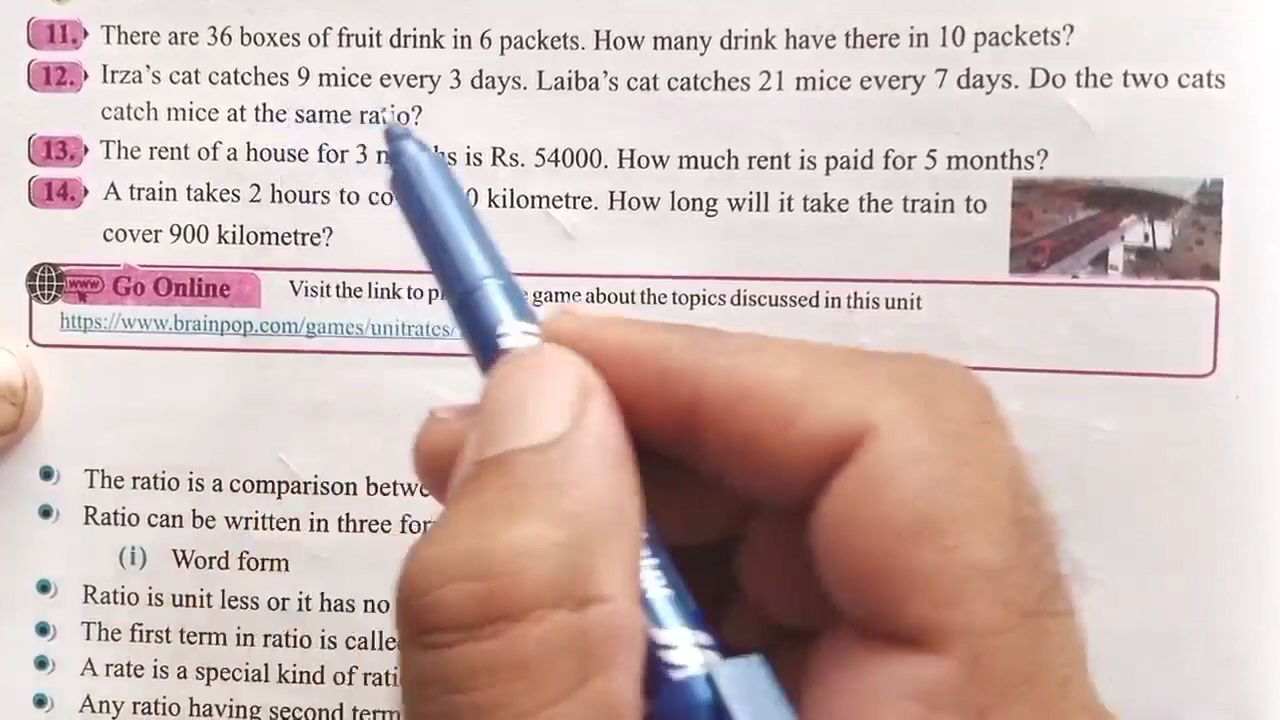 11. There are 36 boxes of fruit drink in 6 packets. How many drink have there in 10 packets?
12. Irza's cat catches 9 mice every 3 days. Laiba's cat catches 21 mice every 7 days. Do the two cats
catch mice at the same ratio?
13. The rent of a house for 3 is Rs. 54000. How much rent is paid for 5 months?
14. A train takes 2 hours to kilometre. How long will it take the train to
cover 900 kilometre?
www Go Online Visit the link to game about the topics discussed in this unit
https://www.brainpop.com/games/unitrates/
The ratio is a comparison
Ratio can be written in three
(i) Word form
Ratio is unit less or it has no
The first term in ratio is
A rate is a special kind of
Any ratio having second term